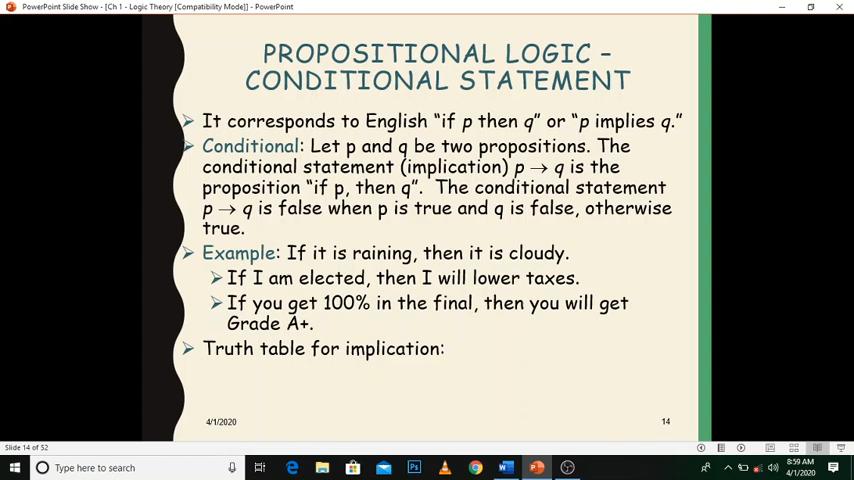 PowerPoint Slide Show - [Ch 1 - Logic Theory [Compatibility Mode]] - PowerPoint
PROPOSITIONAL LOGIC –
CONDITIONAL STATEMENT
It corresponds to English “if p then q” or “p implies q.”
Conditional: Let p and q be two propositions. The
conditional statement (implication) p → q is the
proposition “if p, then q”. The conditional statement
p → q is false when p is true and q is false, otherwise
true.
Example: If it is raining, then it is cloudy.
If I am elected, then I will lower taxes.
If you get 100% in the final, then you will get
Grade A+.
Truth table for implication:
4/1/2020
14
Slide 14 of 52
Type here to search
8:59 AM
4/1/2020